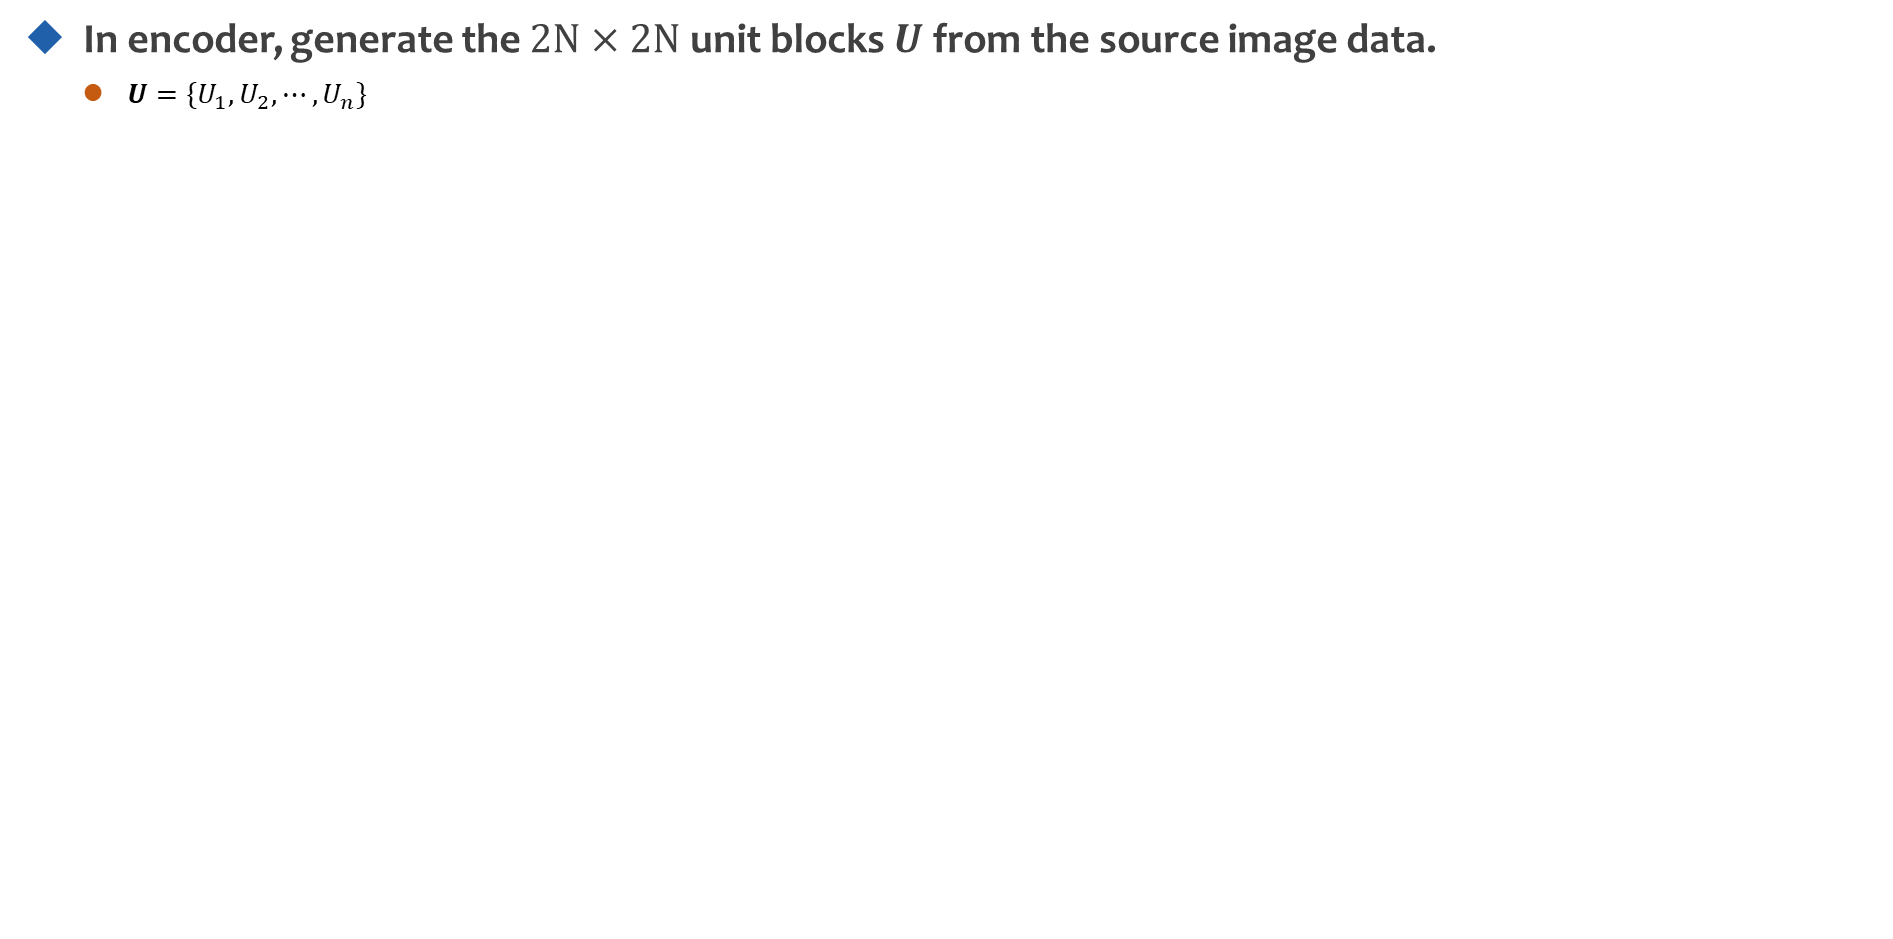 In encoder, generate the 2N × 2N unit blocks U from the source image data.
U = {U₁, U₂, ⋯, Uₙ}